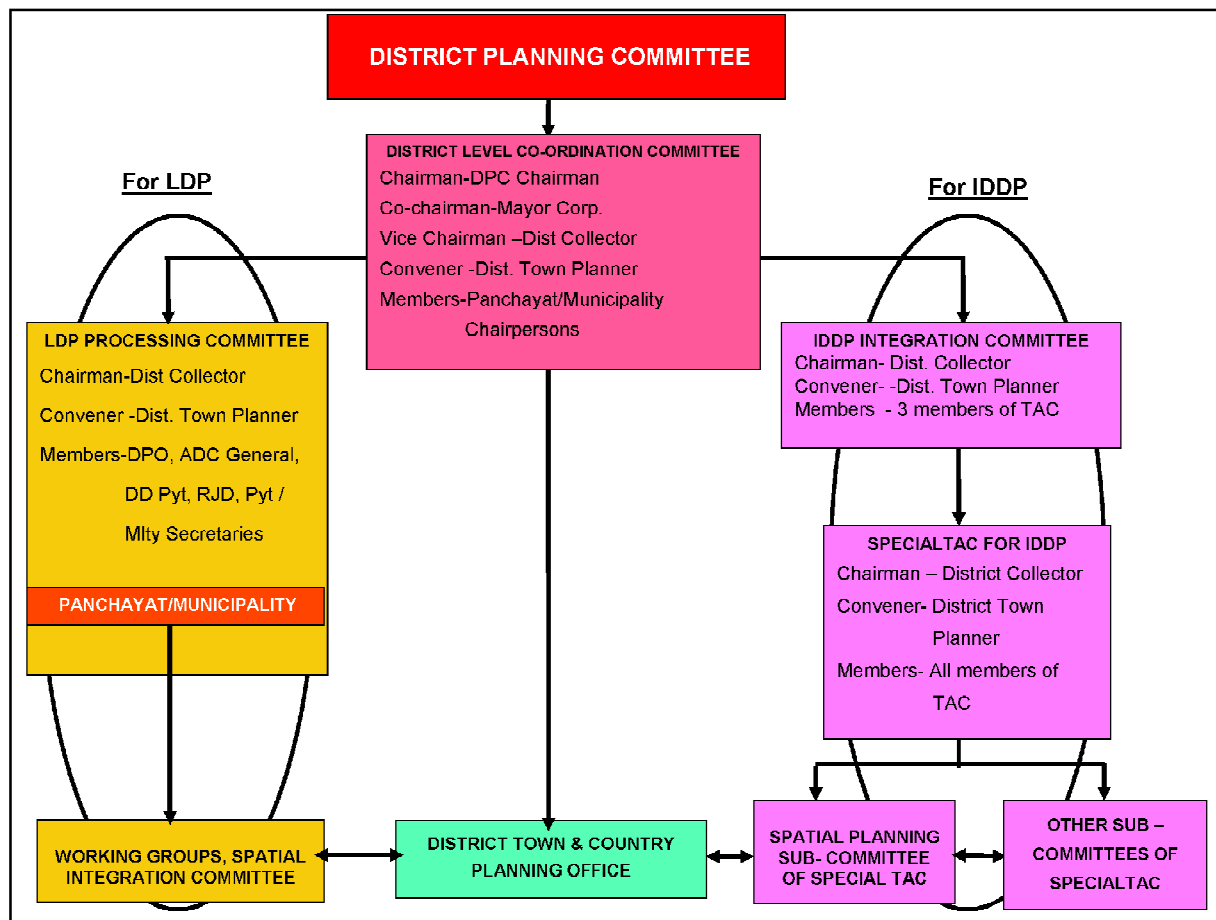 DISTRICT PLANNING COMMITTEE
DISTRICT LEVEL CO-ORDINATION COMMITTEE
Chairman-DPC Chairman
Co-chairman-Mayor Corp.
Vice Chairman –Dist Collector
Convener -Dist. Town Planner
Members-Panchayat/Municipality
Chairpersons
For LDP
LDP PROCESSING COMMITTEE
Chairman-Dist Collector
Convener -Dist. Town Planner
Members-DPO, ADC General,
DD Pyt, RJD, Pyt /
Mlty Secretaries
PANCHAYAT/MUNICIPALITY
WORKING GROUPS, SPATIAL
INTEGRATION COMMITTEE
DISTRICT TOWN & COUNTRY
PLANNING OFFICE
For IDDP
IDDP INTEGRATION COMMITTEE
Chairman- Dist. Collector
Convener- -Dist. Town Planner
Members - 3 members of TAC
SPECIALTAC FOR IDDP
Chairman – District Collector
Convener- District Town
Planner
Members- All members of
TAC
SPATIAL PLANNING
SUB- COMMITTEE
OF SPECIAL TAC
OTHER SUB –
COMMITTEES OF
SPECIALTAC